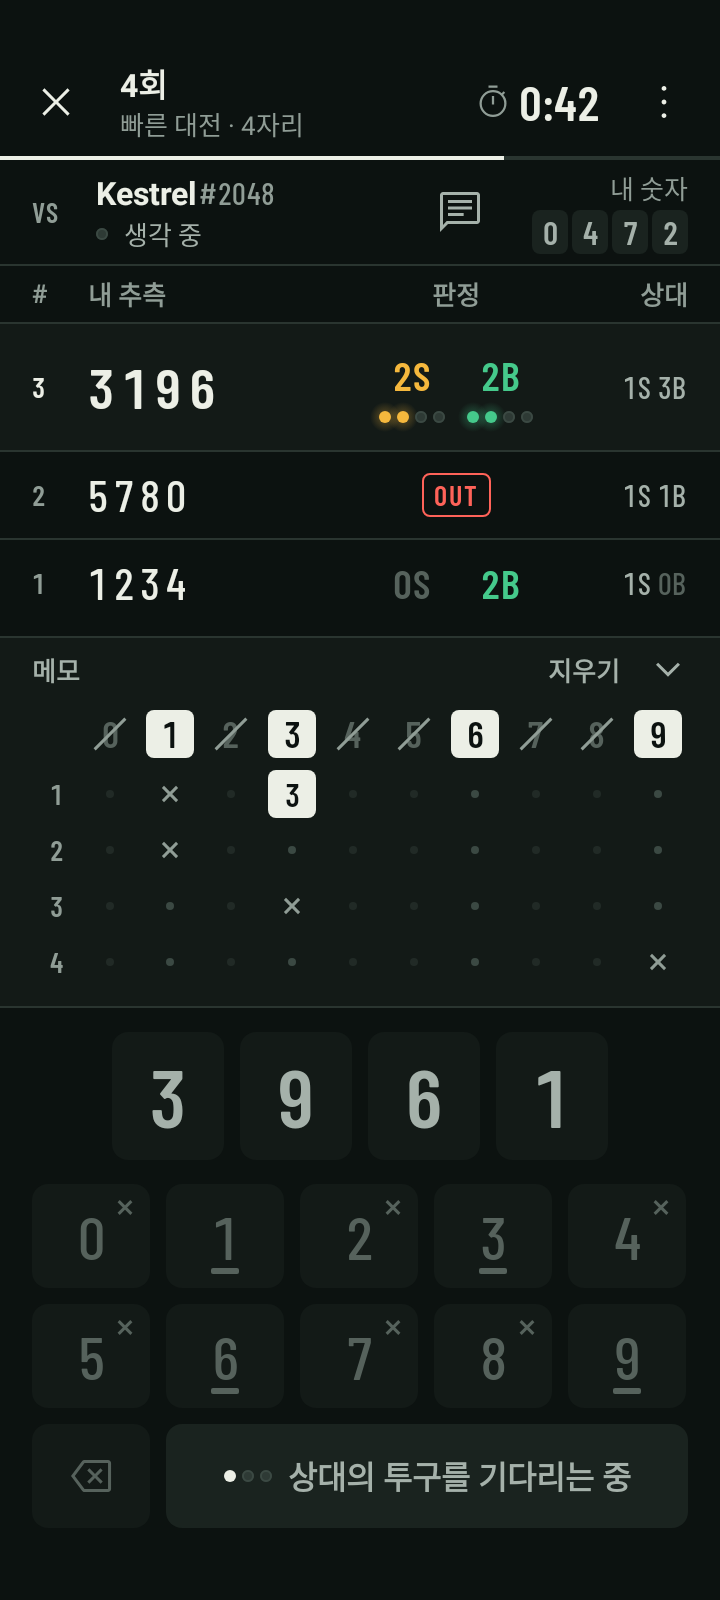 4회
빠른 대전 · 4자리
0:42
VS
Kestrel #2048
생각 중
내 숫자
0 4 7 2
# 내 추측 판정 상대
3 3196 2S 2B 1S 3B
2 5780 OUT 1S 1B
1 1234 0S 2B 1S 0B
메모 지우기
0 1 2 3 4 5 6 7 8 9
1 × 3
2 ×
3 ×
4 ×
3 9 6 1
0 1 2 3 4
5 6 7 8 9
상대의 투구를 기다리는 중